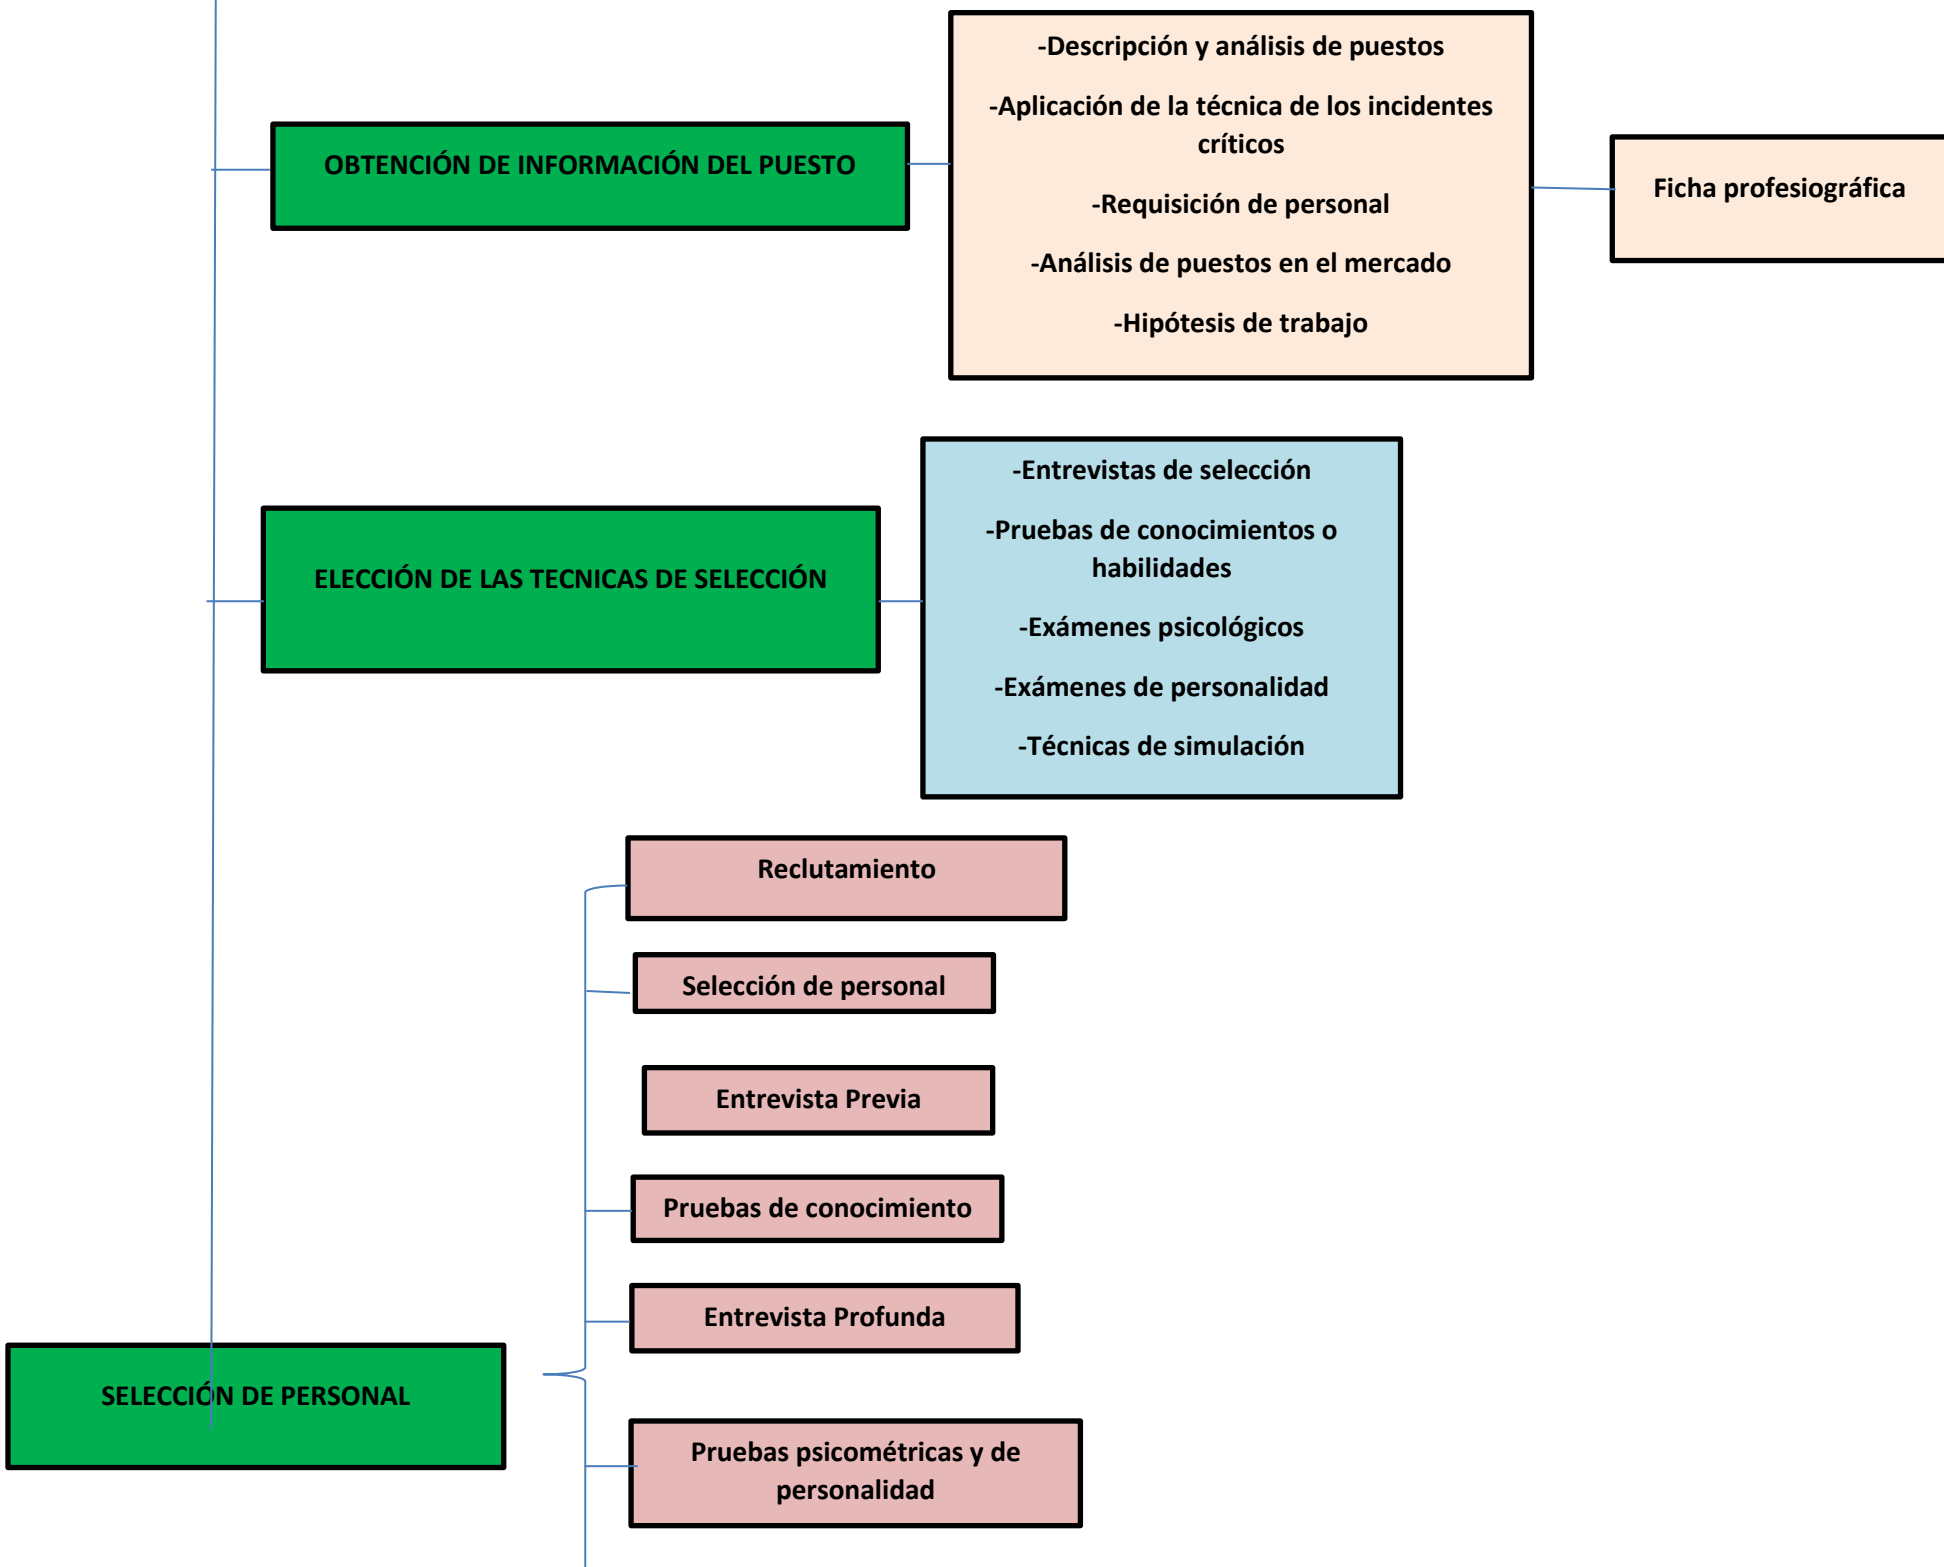 -Descripción y análisis de puestos
-Aplicación de la técnica de los incidentes
críticos
-Requisición de personal
-Análisis de puestos en el mercado
-Hipótesis de trabajo
OBTENCIÓN DE INFORMACIÓN DEL PUESTO
Ficha profesiográfica
ELECCIÓN DE LAS TECNICAS DE SELECCIÓN
-Entrevistas de selección
-Pruebas de conocimientos o
habilidades
-Exámenes psicológicos
-Exámenes de personalidad
-Técnicas de simulación
Reclutamiento
Selección de personal
Entrevista Previa
Pruebas de conocimiento
Entrevista Profunda
SELECCIÓN DE PERSONAL
Pruebas psicométricas y de
personalidad